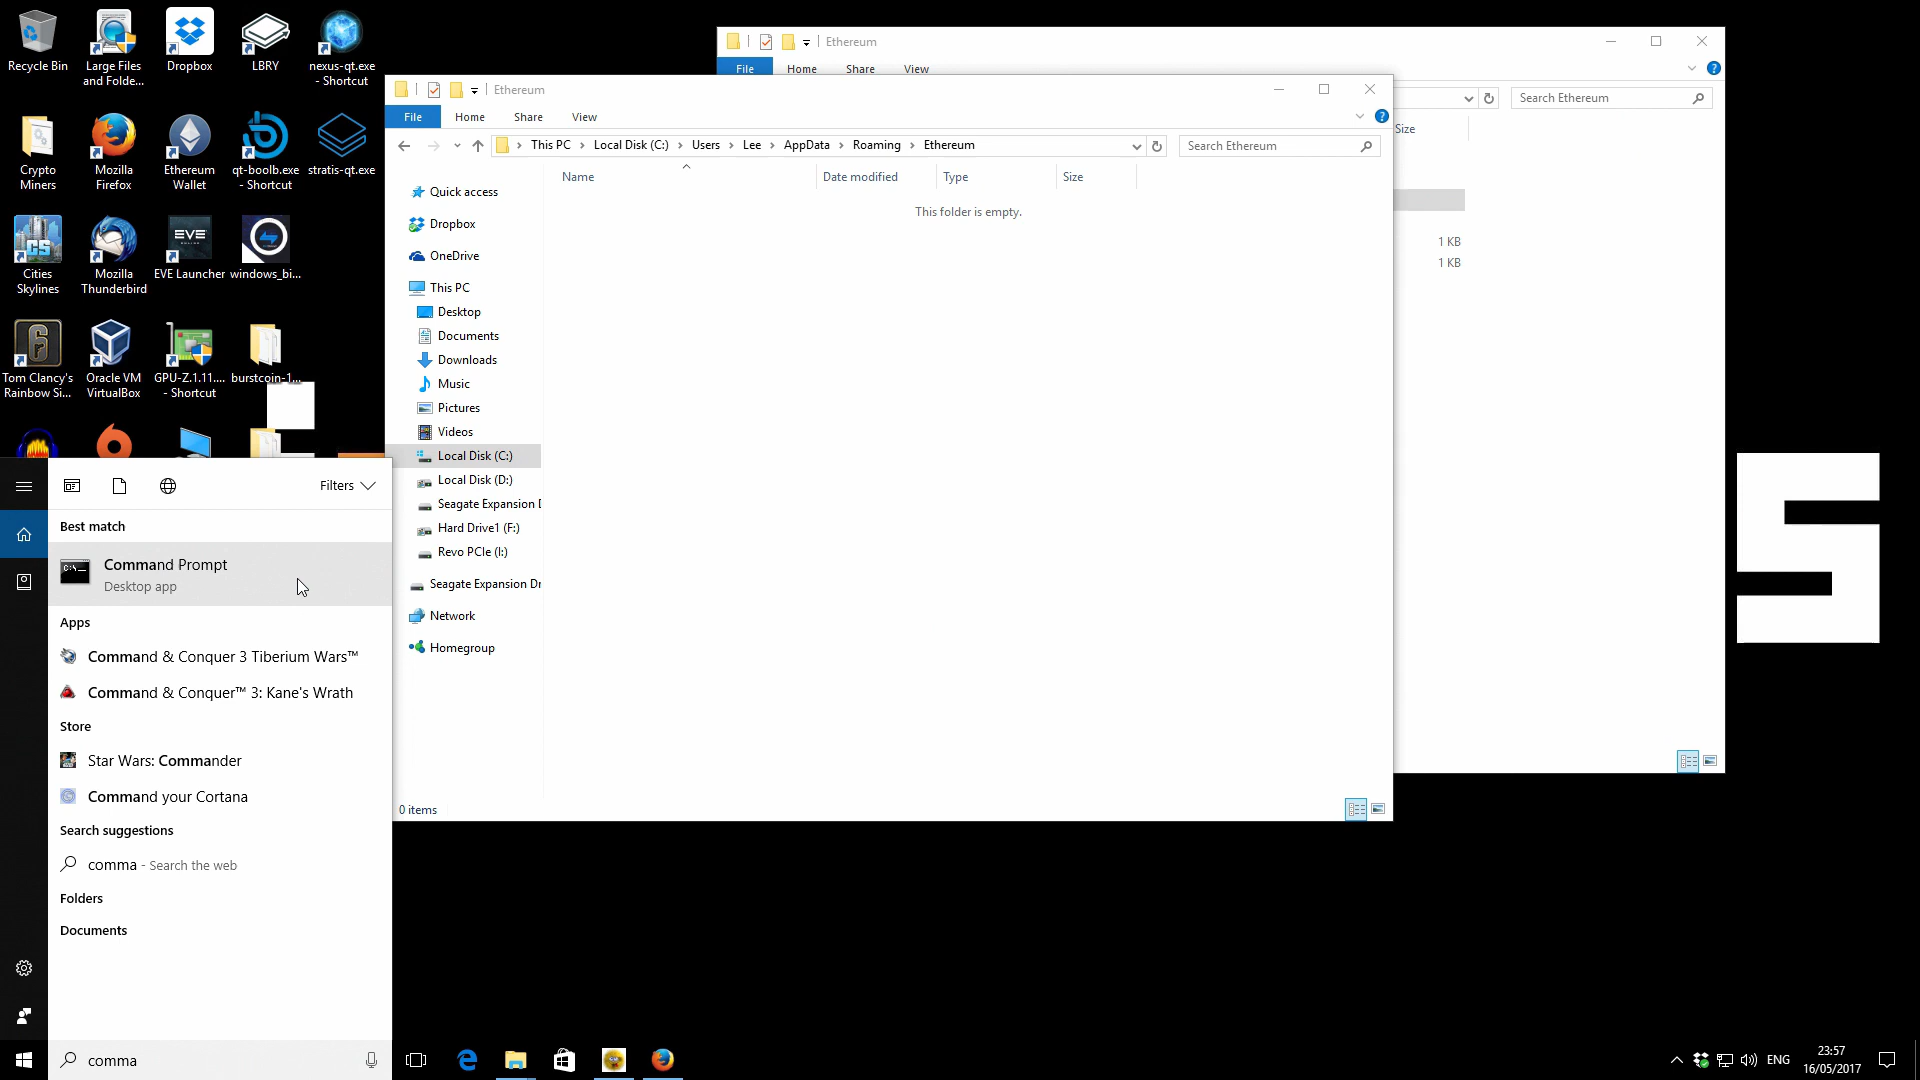 Recycle Bin
Large Files
and Folde...
Dropbox
LBRY
nexus-qt.exe
- Shortcut
Crypto
Miners
Mozilla
Firefox
Ethereum
Wallet
qt-boolb.exe
- Shortcut
stratis-qt.exe
Cities
Skylines
Mozilla
Thunderbird
EVE
EVE Launcher
windows_bi...
Tom Clancy's
Rainbow Si...
Oracle VM
VirtualBox
GPU-Z.1.11....
- Shortcut
burstcoin-1...
Ethereum
File
Home
Share
View
Search Ethereum
Size
1 KB
1 KB
Ethereum
File
Home
Share
View
This PC
Local Disk (C:)
Users
Lee
AppData
Roaming
Ethereum
Search Ethereum
Name
Date modified
Type
Size
This folder is empty.
Quick access
Dropbox
OneDrive
This PC
Desktop
Documents
Downloads
Music
Pictures
Videos
Local Disk (C:)
Local Disk (D:)
Seagate Expansion D
Hard Drive1 (F:)
Revo PCIe (I:)
Seagate Expansion Dr
Network
Homegroup
0 items
Filters
Best match
Command Prompt
Desktop app
Apps
Command & Conquer 3 Tiberium Wars™
Command & Conquer™ 3: Kane's Wrath
Store
Star Wars: Commander
Command your Cortana
Search suggestions
comma - Search the web
Folders
Documents
comma
S
ENG
23:57
16/05/2017